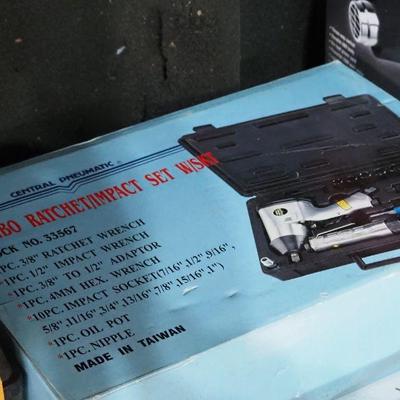 CENTRAL PNEUMATIC ®
RATCHET/IMPACT SET W/
NO. 33567
1PC. 3/8" RATCHET WRENCH
*1PC. 1/2" IMPACT WRENCH
*1PC. 3/8" TO 1/2" ADAPTOR
*1PC. 4MM HEX. WRENCH
*10PC. IMPACT SOCKET(7/16",1/2",9/16",
5/8",11/16",3/4",13/16",7/8",15/16",1")
*1PC. OIL POT
*1PC. NIPPLE
MADE IN TAIWAN